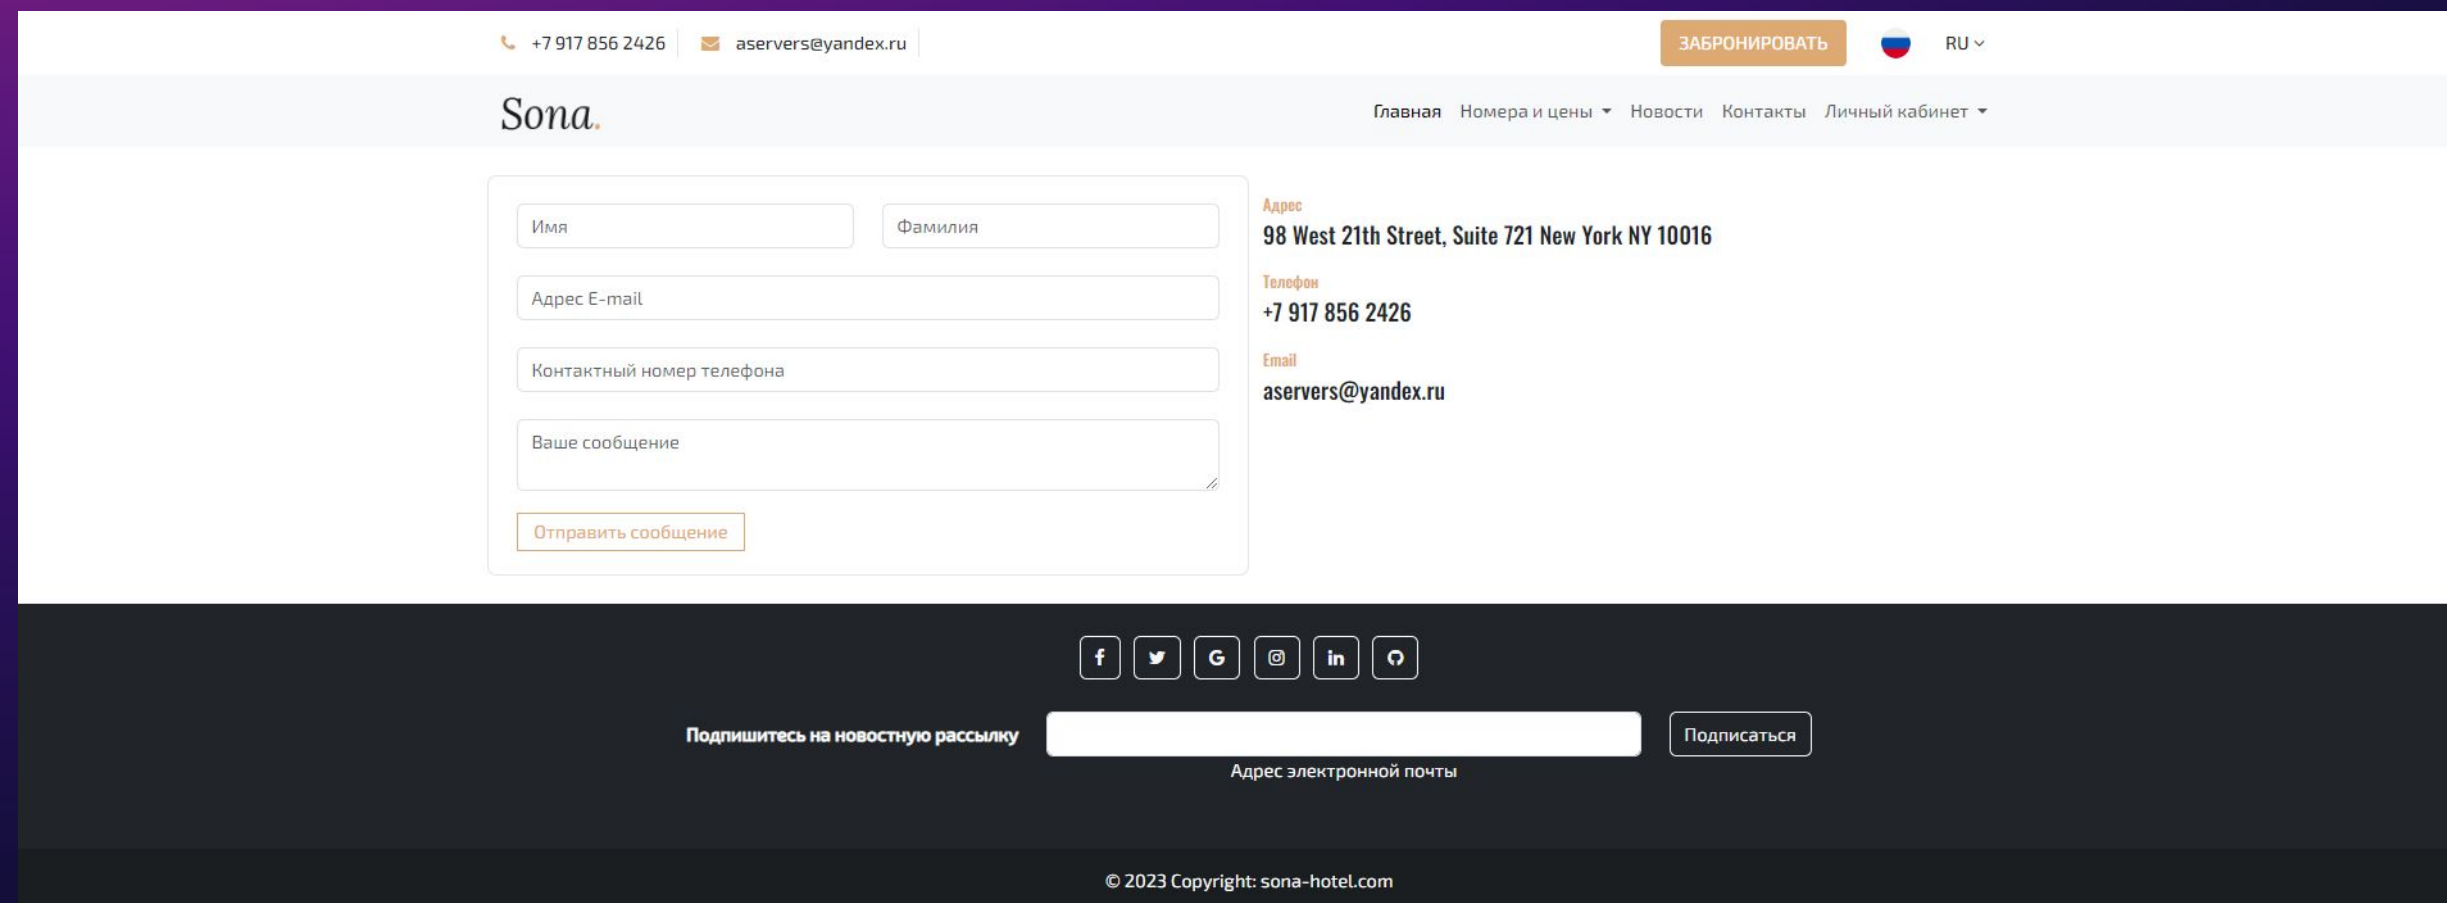 +7 917 856 2426
aservers@yandex.ru
ЗАБРОНИРОВАТЬ
RU
Sona.
Главная Номера и цены Новости Контакты Личный кабинет
Имя
Фамилия
Адрес E-mail
Контактный номер телефона
Ваше сообщение
Отправить сообщение
Адрес
98 West 21th Street, Suite 721 New York NY 10016
Телефон
+7 917 856 2426
Email
aservers@yandex.ru
Подпишитесь на новостную рассылку
Адрес электронной почты
Подписаться
© 2023 Copyright: sona-hotel.com